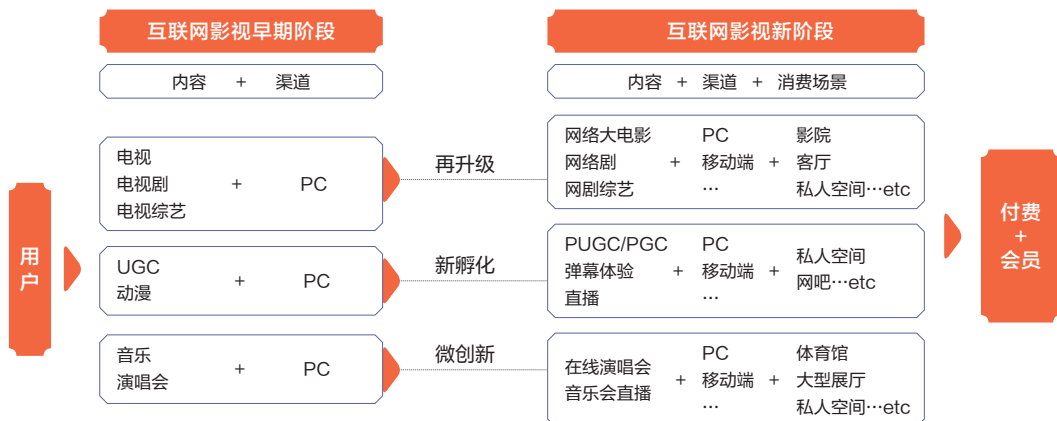 互联网影视早期阶段
互联网影视新阶段
内容 + 渠道
内容 + 渠道 + 消费场景
用户
电视
电视剧
电视综艺
+
PC
再升级
网络大电影
网络剧
网剧综艺
+
PC
移动端
…
+
影院
客厅
私人空间…etc
UGC
动漫
+
PC
新孵化
PUGC/PGC
弹幕体验
直播
+
PC
移动端
…
+
私人空间
网吧…etc
音乐
演唱会
+
PC
微创新
在线演唱会
音乐会直播
+
PC
移动端
…
+
体育馆
大型展厅
私人空间…etc
付费
+
会员